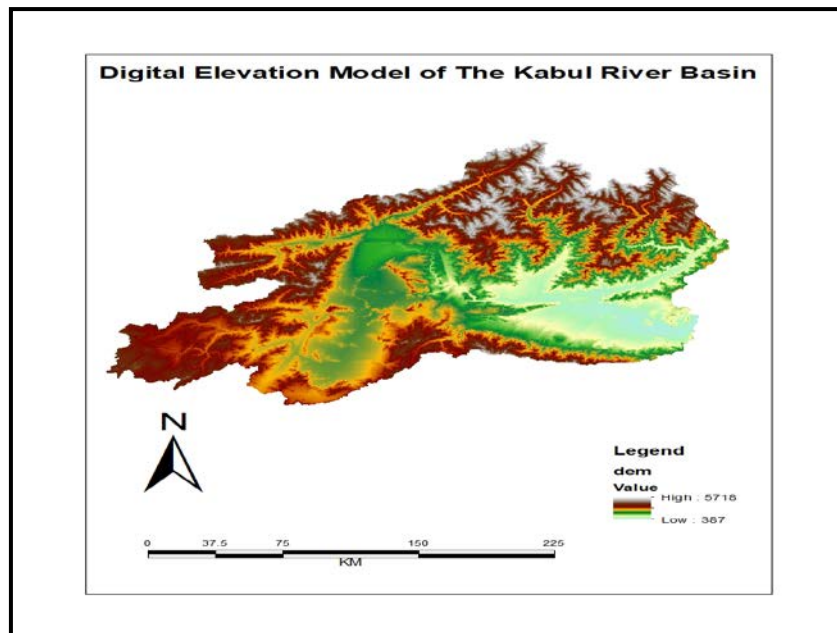 Digital Elevation Model of The Kabul River Basin
N
Legend
dem
Value
High : 5718
Low : 387
0 37.5 75 150 225
KM